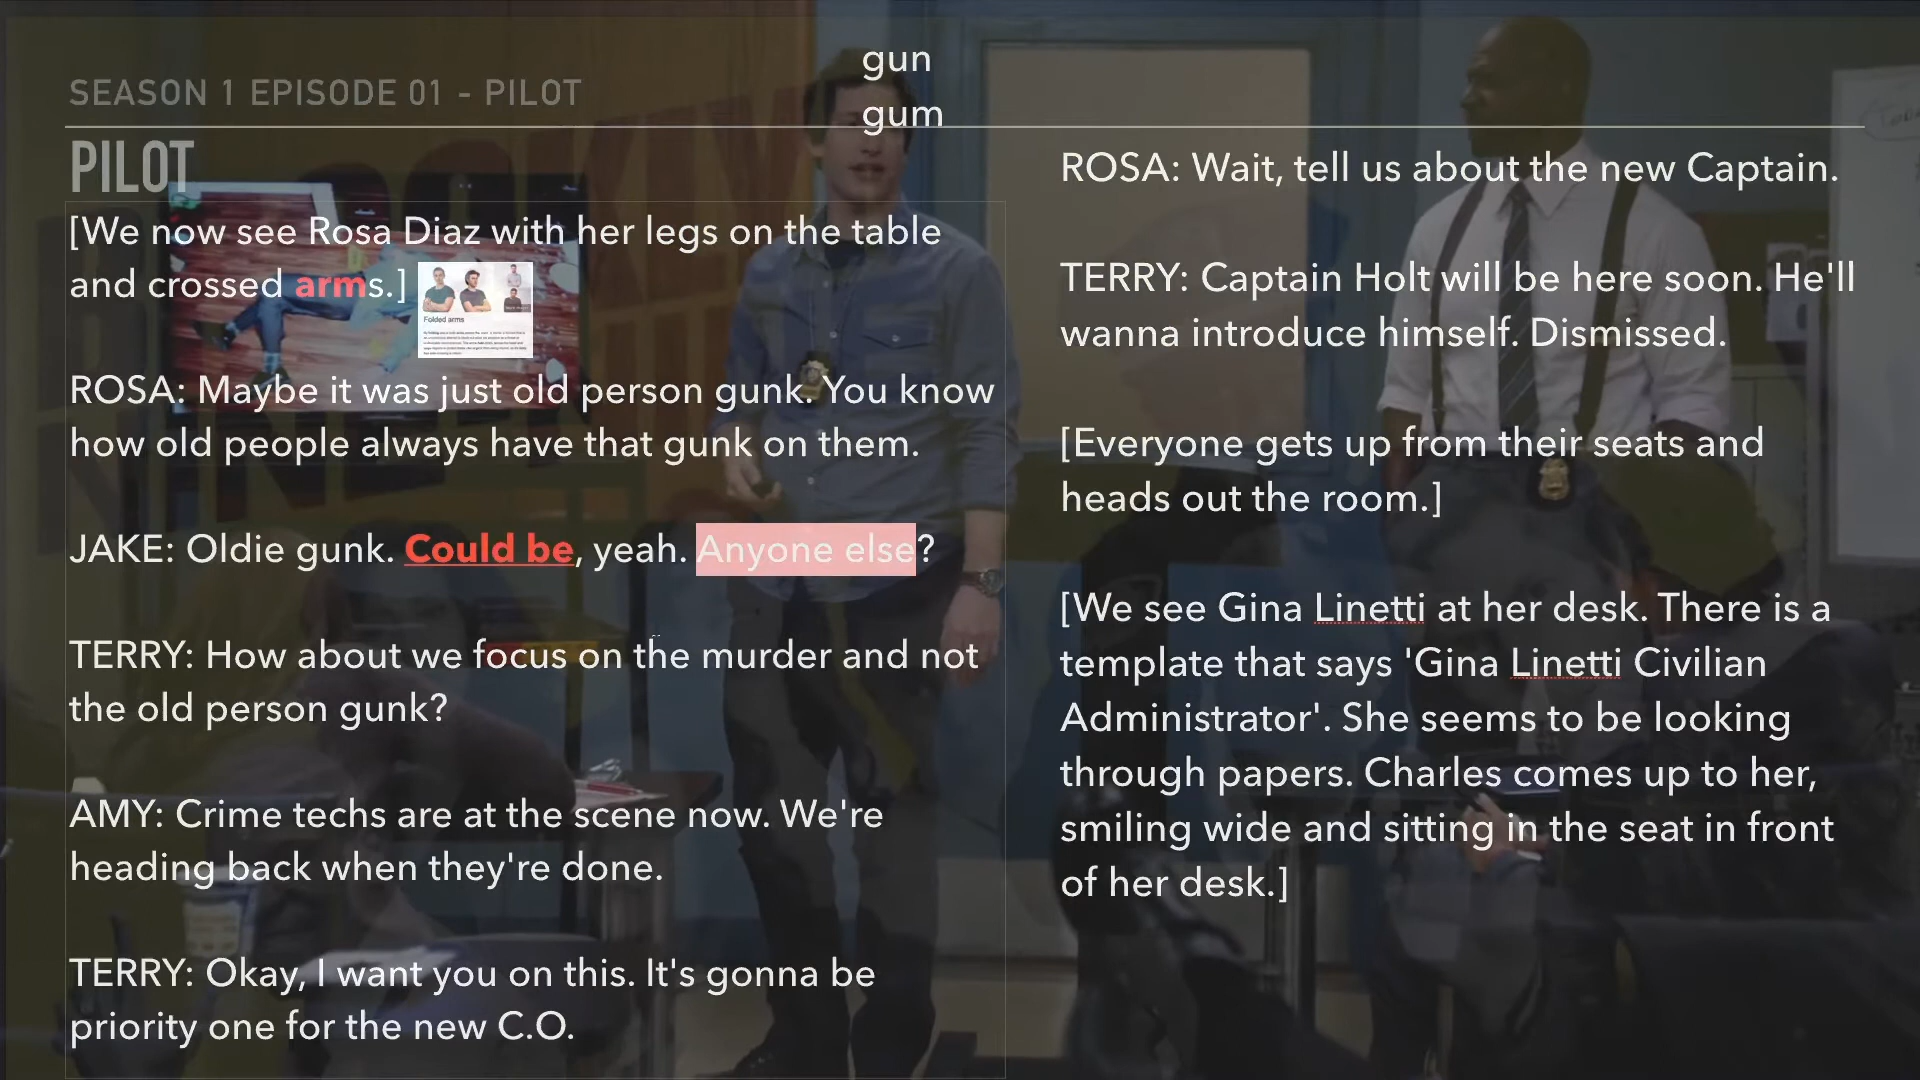 gun
gum
SEASON 1 EPISODE 01 - PILOT
PILOT
[We now see Rosa Diaz with her legs on the table
and crossed arms.]
Folded arms
ROSA: Maybe it was just old person gunk. You know
how old people always have that gunk on them.
JAKE: Oldie gunk. Could be, yeah. Anyone else?
TERRY: How about we focus on the murder and not
the old person gunk?
AMY: Crime techs are at the scene now. We're
heading back when they're done.
TERRY: Okay, I want you on this. It's gonna be
priority one for the new C.O.
ROSA: Wait, tell us about the new Captain.
TERRY: Captain Holt will be here soon. He'll
wanna introduce himself. Dismissed.
[Everyone gets up from their seats and
heads out the room.]
[We see Gina Linetti at her desk. There is a
template that says 'Gina Linetti Civilian
Administrator'. She seems to be looking
through papers. Charles comes up to her,
smiling wide and sitting in the seat in front
of her desk.]